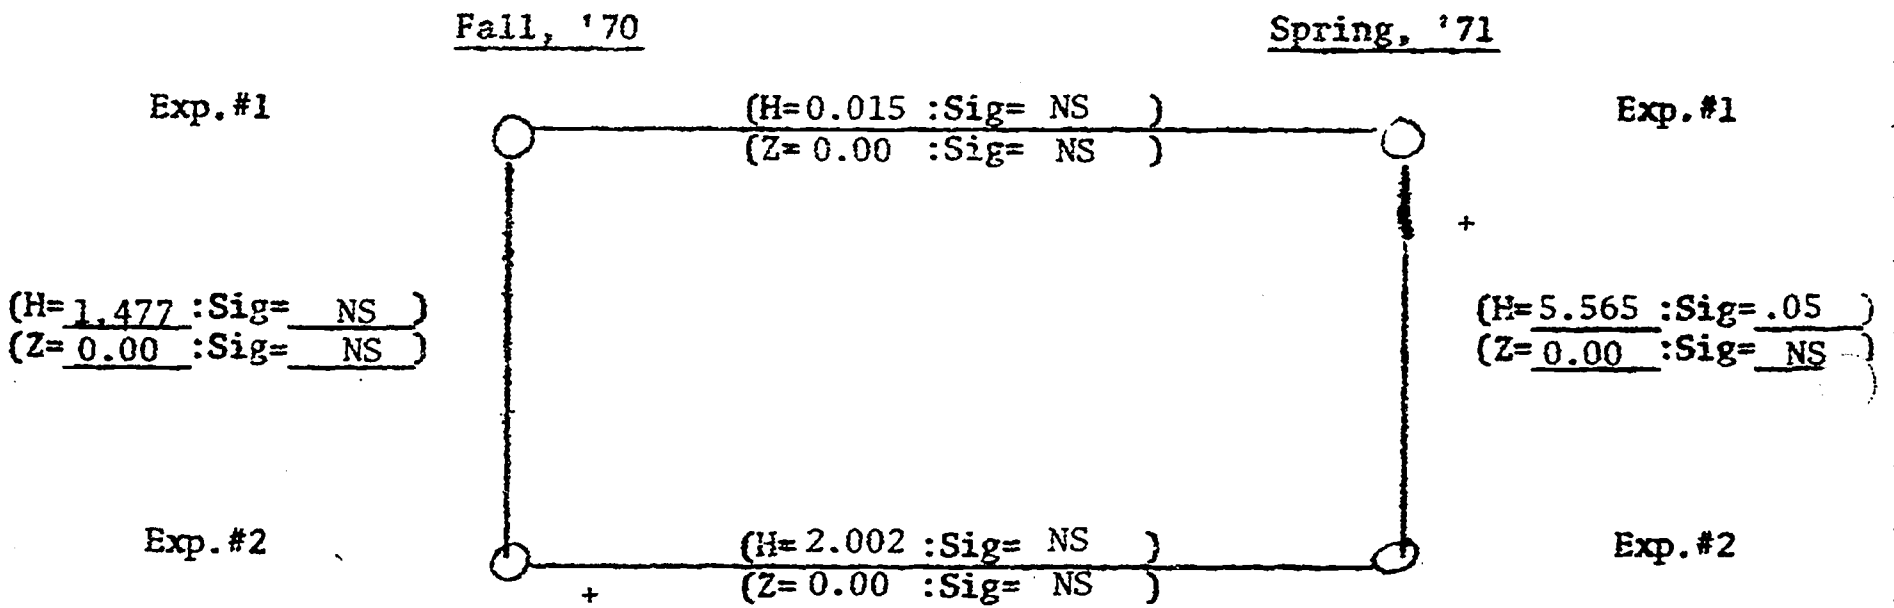 Fall, '70
Spring, '71
Exp.#1
(H=0.015 :Sig= NS )
(Z= 0.00 :Sig= NS )
Exp.#1
+
(H= 1.477 :Sig= NS )
(Z= 0.00 :Sig= NS )
(H=5.565 :Sig=.05 )
(Z= 0.00 :Sig= NS )
Exp.#2
(H=2.002 :Sig= NS )
(Z= 0.00 :Sig= NS )
Exp.#2
+